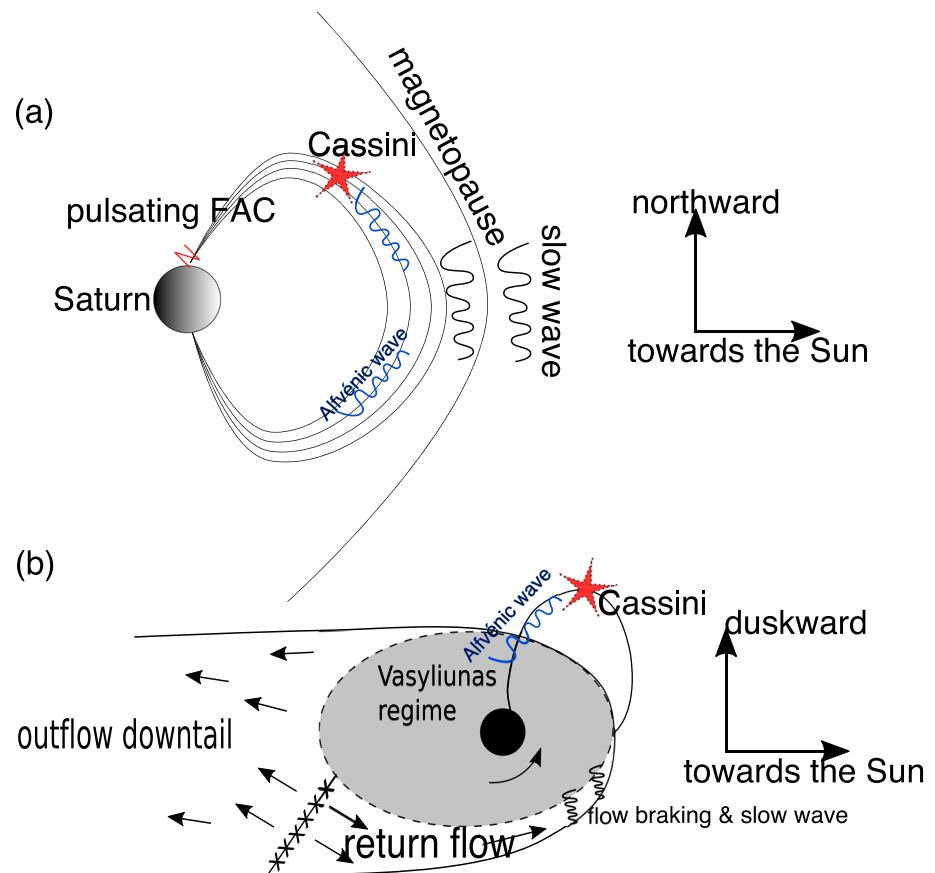 (a)
magnetopause
Cassini
pulsating FAC
Saturn
Alfvénic wave
slow wave
northward
towards the Sun
(b)
Alfvénic wave
Cassini
duskward
Vasyliunas
regime
outflow downtail
towards the Sun
flow braking & slow wave
return flow